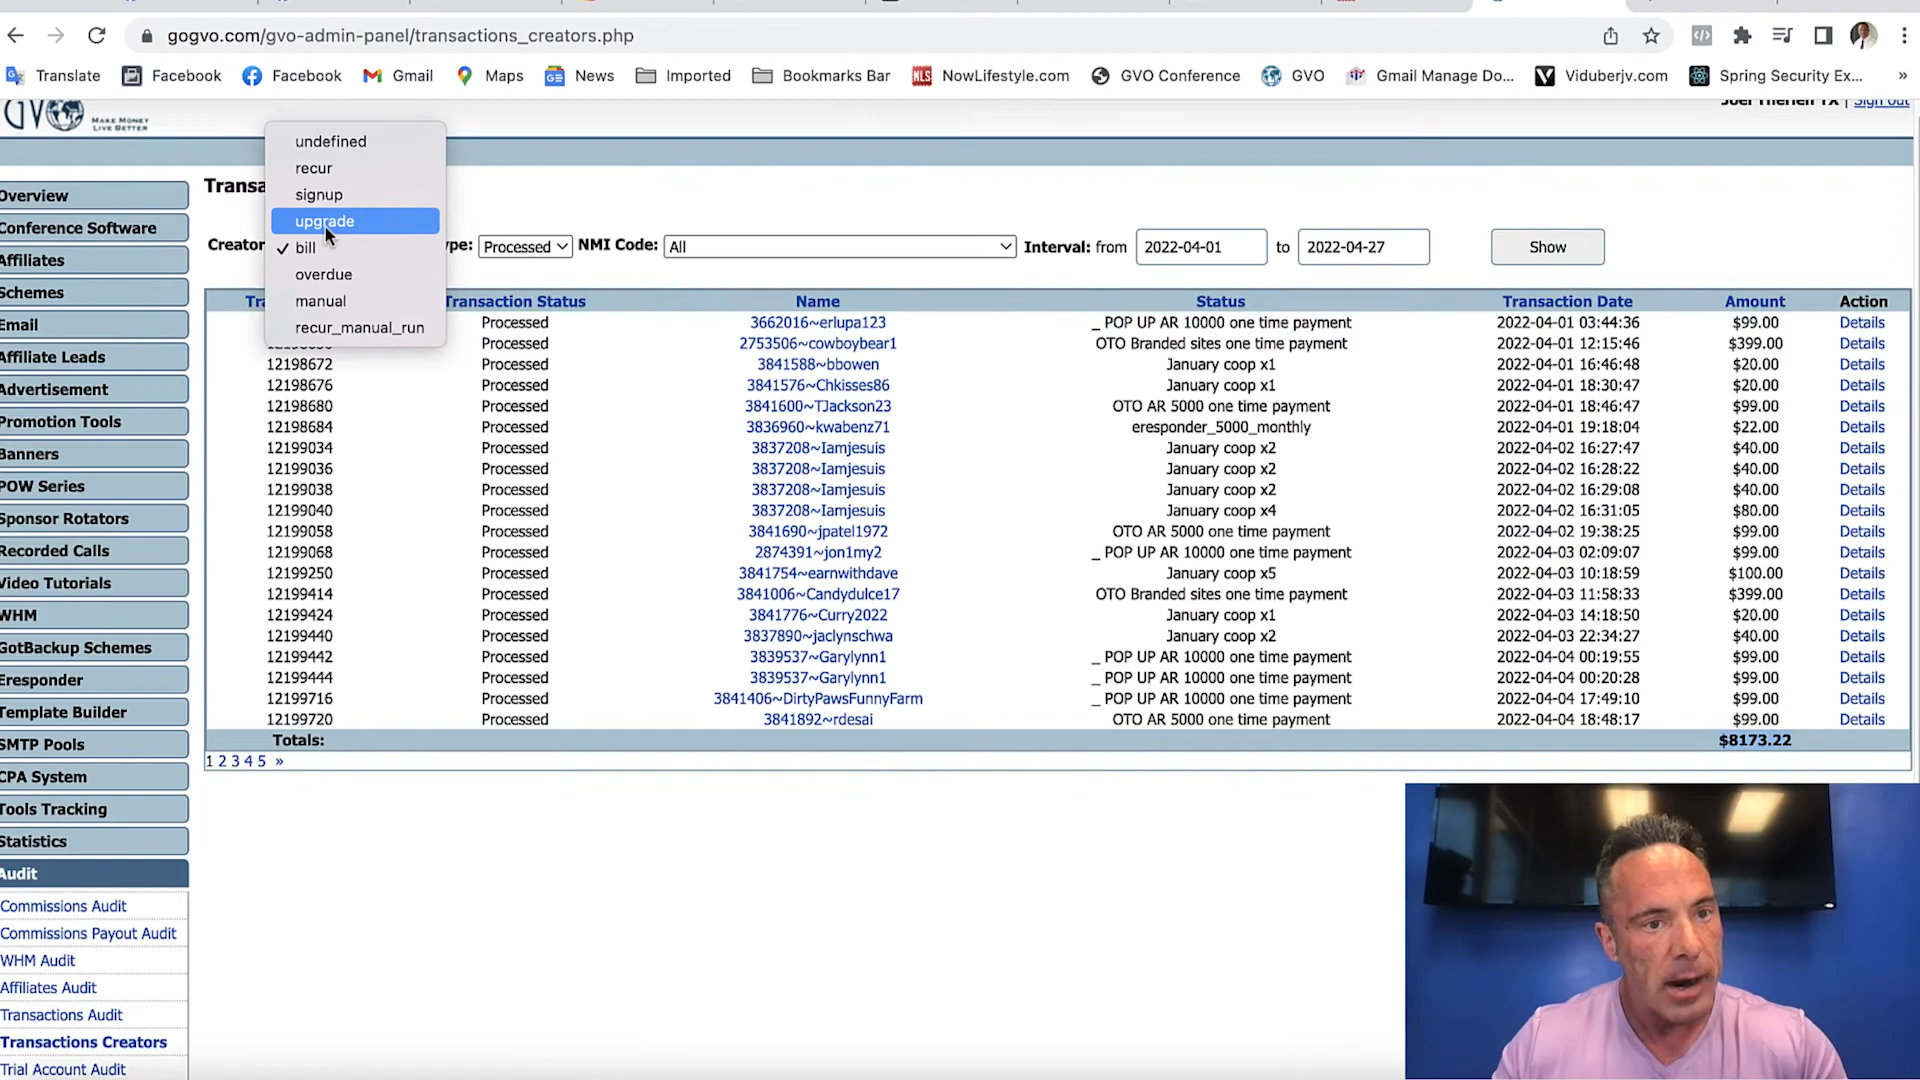 gogvo.com/gvo-admin-panel/transactions_creators.php
Translate Facebook Facebook Gmail Maps News Imported Bookmarks Bar NowLifestyle.com GVO Conference GVO Gmail Manage Do... Viduberjv.com Spring Security Ex... »
GVO MAKE MONEY LIVE BETTER
Joel Therien TX | Sign out
undefined
recur
signup
upgrade
✓ bill
overdue
manual
recur_manual_run
Overview
Conference Software
Affiliates
Schemes
Email
Affiliate Leads
Advertisement
Promotion Tools
Banners
POW Series
Sponsor Rotators
Recorded Calls
Video Tutorials
WHM
GotBackup Schemes
Eresponder
Template Builder
SMTP Pools
CPA System
Tools Tracking
Statistics
Audit
Commissions Audit
Commissions Payout Audit
WHM Audit
Affiliates Audit
Transactions Audit
Transactions Creators
Trial Account Audit
Transa
Creator ype: Processed NMI Code: All Interval: from 2022-04-01 to 2022-04-27 Show
Tra Transaction Status Name Status Transaction Date Amount Action
Processed 3662016~erlupa123 _ POP UP AR 10000 one time payment 2022-04-01 03:44:36 $99.00 Details
Processed 2753506~cowboybear1 OTO Branded sites one time payment 2022-04-01 12:15:46 $399.00 Details
12198672 Processed 3841588~bbowen January coop x1 2022-04-01 16:46:48 $20.00 Details
12198676 Processed 3841576~Chkisses86 January coop x1 2022-04-01 18:30:47 $20.00 Details
12198680 Processed 3841600~TJackson23 OTO AR 5000 one time payment 2022-04-01 18:46:47 $99.00 Details
12198684 Processed 3836960~kwabenz71 eresponder_5000_monthly 2022-04-01 19:18:04 $22.00 Details
12199034 Processed 3837208~Iamjesuis January coop x2 2022-04-02 16:27:47 $40.00 Details
12199036 Processed 3837208~Iamjesuis January coop x2 2022-04-02 16:28:22 $40.00 Details
12199038 Processed 3837208~Iamjesuis January coop x2 2022-04-02 16:29:08 $40.00 Details
12199040 Processed 3837208~Iamjesuis January coop x4 2022-04-02 16:31:05 $80.00 Details
12199058 Processed 3841690~jpatel1972 OTO AR 5000 one time payment 2022-04-02 19:38:25 $99.00 Details
12199068 Processed 2874391~jon1my2 _ POP UP AR 10000 one time payment 2022-04-03 02:09:07 $99.00 Details
12199250 Processed 3841754~earnwithdave January coop x5 2022-04-03 10:18:59 $100.00 Details
12199414 Processed 3841006~Candydulce17 OTO Branded sites one time payment 2022-04-03 11:58:33 $399.00 Details
12199424 Processed 3841776~Curry2022 January coop x1 2022-04-03 14:18:50 $20.00 Details
12199440 Processed 3837890~jaclynschwa January coop x2 2022-04-03 22:34:27 $40.00 Details
12199442 Processed 3839537~Garylynn1 _ POP UP AR 10000 one time payment 2022-04-04 00:19:55 $99.00 Details
12199444 Processed 3839537~Garylynn1 _ POP UP AR 10000 one time payment 2022-04-04 00:20:28 $99.00 Details
12199716 Processed 3841406~DirtyPawsFunnyFarm _ POP UP AR 10000 one time payment 2022-04-04 17:49:10 $99.00 Details
12199720 Processed 3841892~rdesai OTO AR 5000 one time payment 2022-04-04 18:48:17 $99.00 Details
Totals: $8173.22
1 2 3 4 5 »